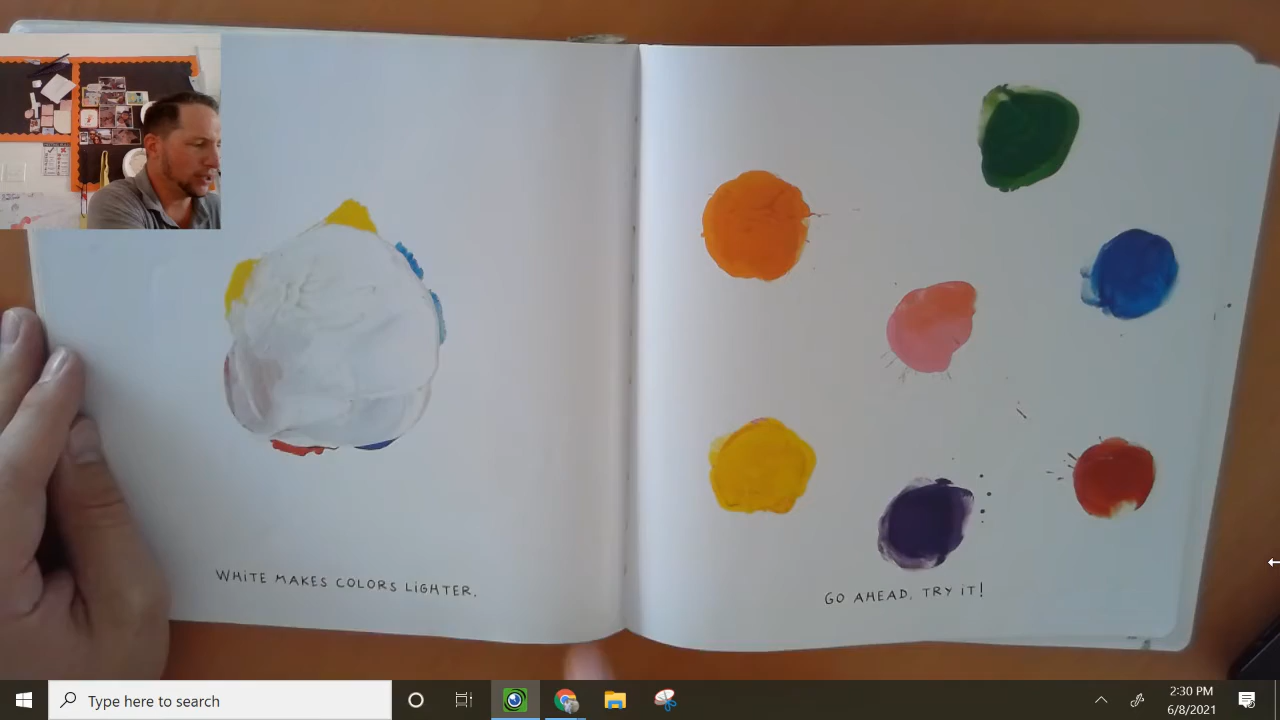 WHiTE MAKES COLORS LiGHTER.
GO AHEAD, TRY iT!
Type here to search
2:30 PM
6/8/2021